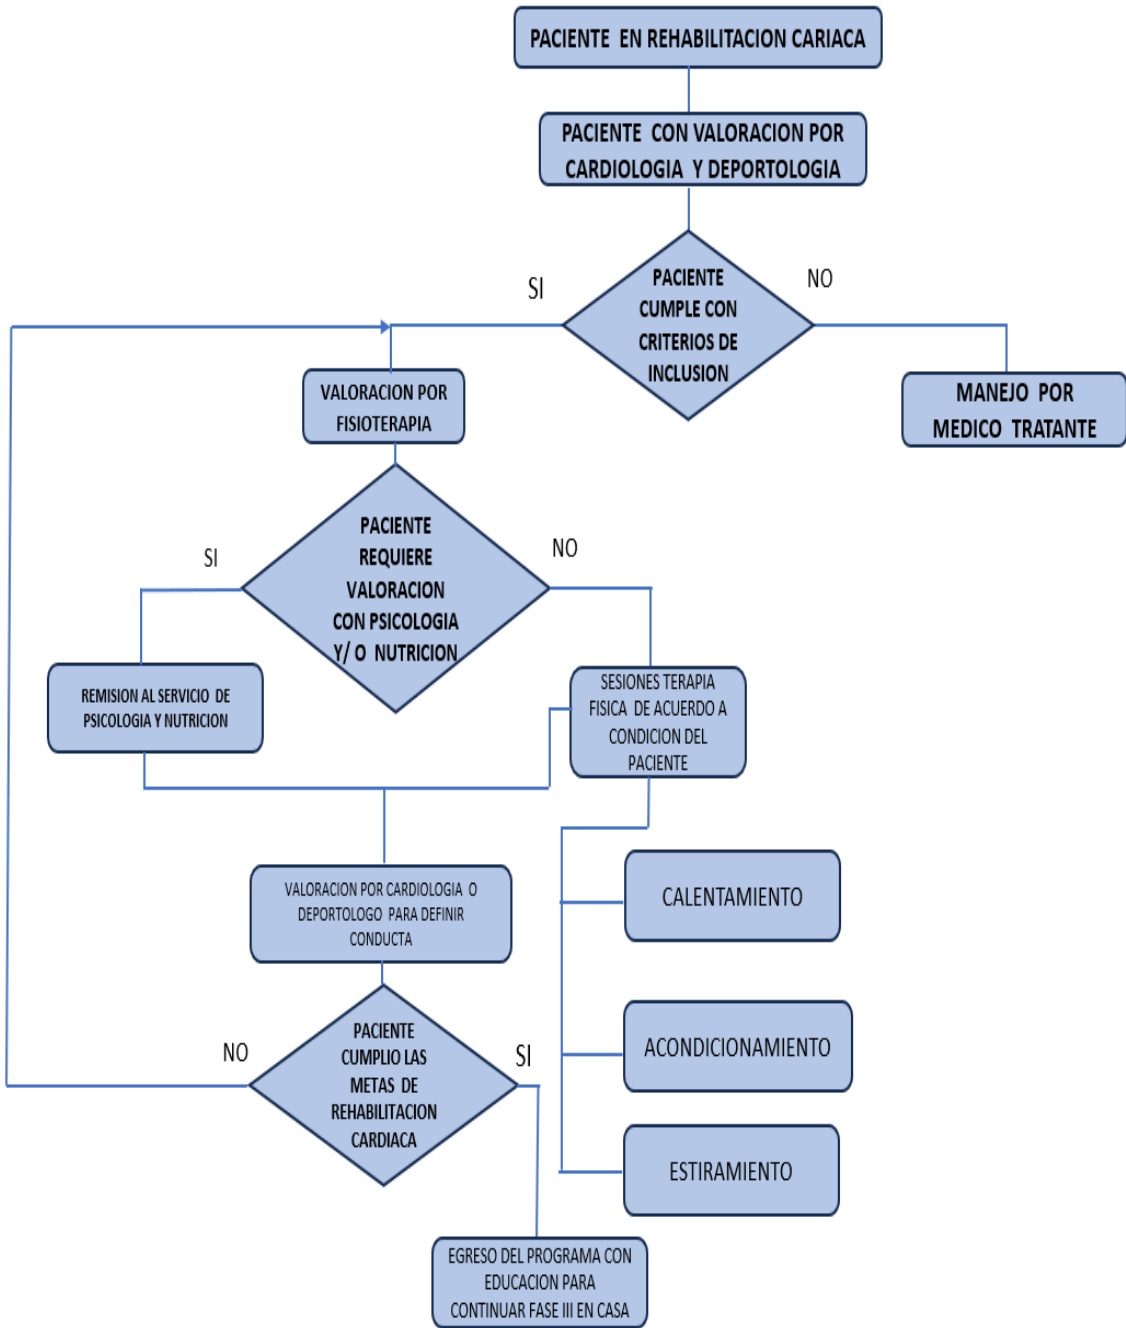 PACIENTE EN REHABILITACION CARIACA
PACIENTE CON VALORACION POR
CARDIOLOGIA Y DEPORTOLOGIA
PACIENTE
CUMPLE CON
CRITERIOS DE
INCLUSION
SI
NO
VALORACION POR
FISIOTERAPIA
MANEJO POR
MEDICO TRATANTE
PACIENTE
REQUIERE
VALORACION
CON PSICOLOGIA
Y/ O NUTRICION
SI
NO
REMISION AL SERVICIO DE
PSICOLOGIA Y NUTRICION
SESIONES TERAPIA
FISICA DE ACUERDO A
CONDICION DEL
PACIENTE
CALENTAMIENTO
VALORACION POR CARDIOLOGIA O
DEPORTOLOGO PARA DEFINIR
CONDUCTA
ACONDICIONAMIENTO
PACIENTE
CUMPLIO LAS
METAS DE
REHABILITACION
CARDIACA
NO
SI
ESTIRAMIENTO
EGRESO DEL PROGRAMA CON
EDUCACION PARA
CONTINUAR FASE III EN CASA